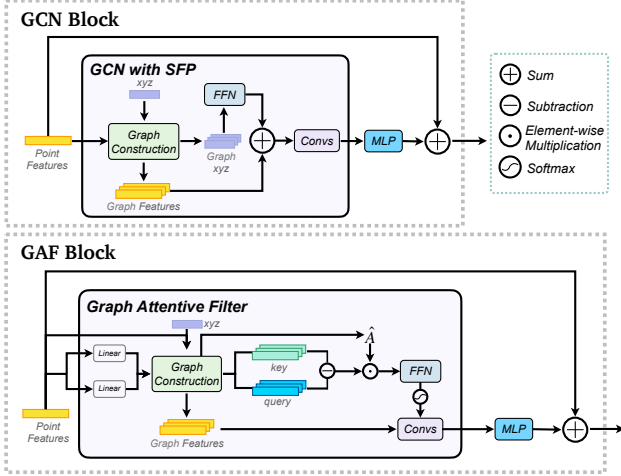 GCN Block
GCN with SFP
xyz
FFN
Graph
Construction
Graph
xyz
Convs
MLP
Point
Features
Graph Features
Sum
Subtraction
Element-wise
Multiplication
Softmax
GAF Block
Graph Attentive Filter
xyz
Linear
Linear
Graph
Construction
key
query
Â
FFN
Convs
MLP
Point
Features
Graph Features